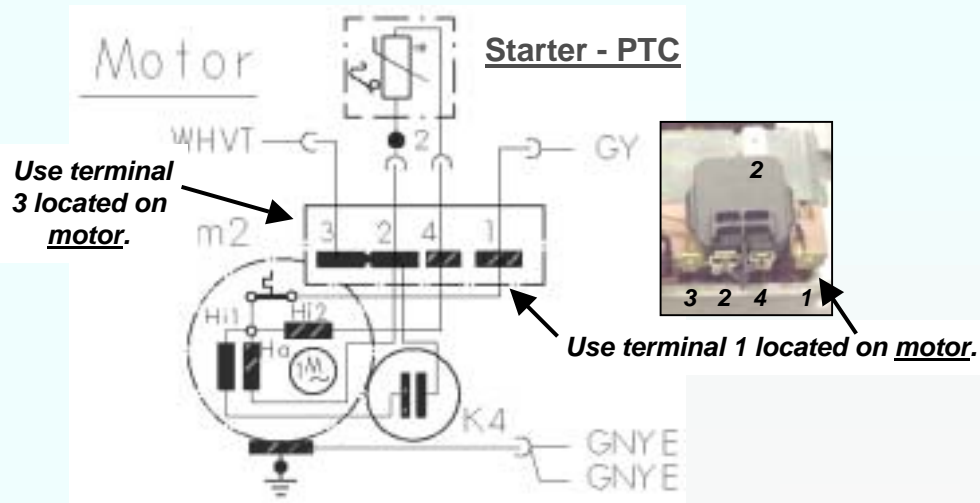 Motor
Starter - PTC
WHVT
2
GY
2
Use terminal
3 located on
motor.
m2
3 2 4 1
3 2 4 1
Hi1
Hi2
Ha
1M~
Use terminal 1 located on motor.
K4
GNYE
GNYE